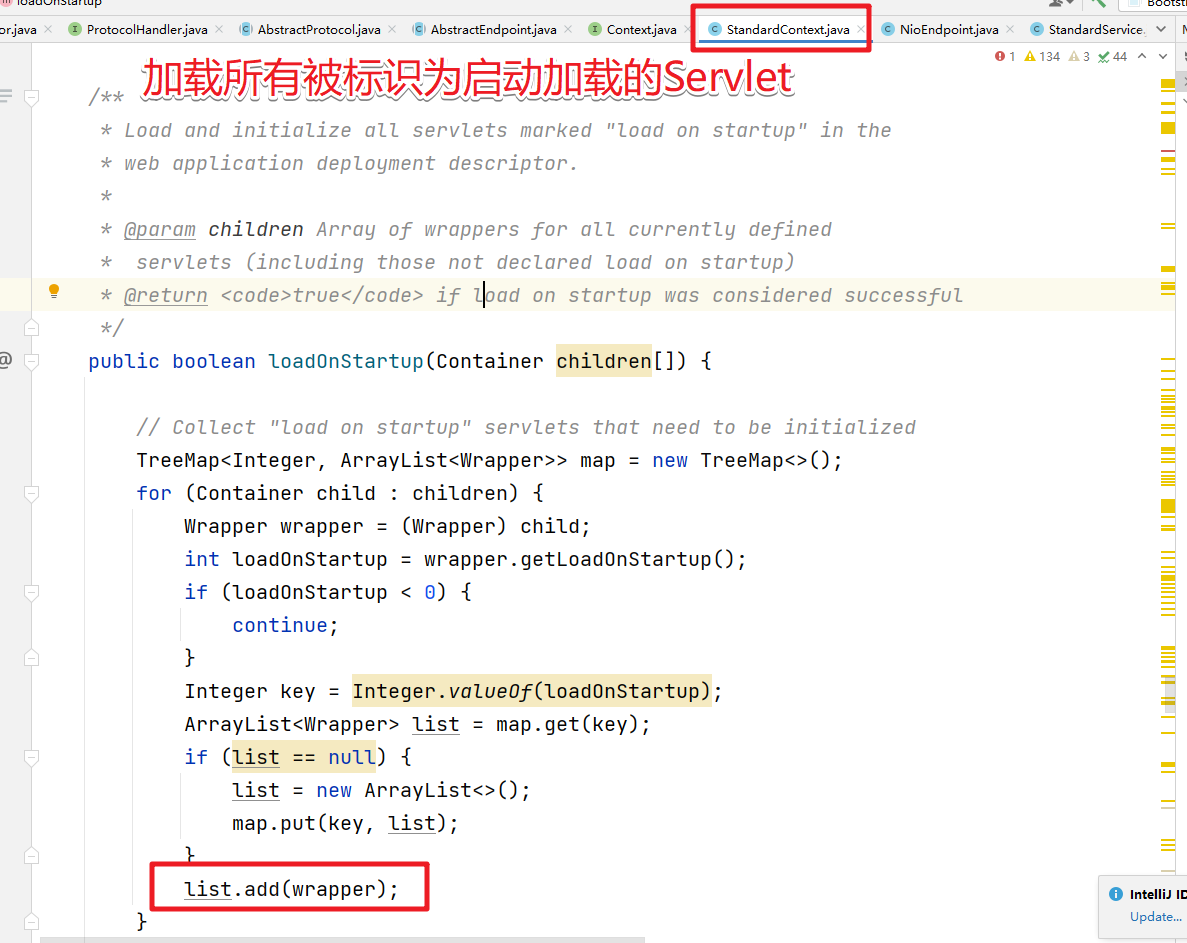 loadOnStartup
or.java ProtocolHandler.java AbstractProtocol.java AbstractEndpoint.java Context.java StandardContext.java NioEndpoint.java StandardService.
1 134 3 44
加载所有被标识为启动加载的Servlet
/**
* Load and initialize all servlets marked "load on startup" in the
* web application deployment descriptor.
*
* @param children Array of wrappers for all currently defined
*  servlets (including those not declared load on startup)
* @return <code>true</code> if load on startup was considered successful
*/
@
public boolean loadOnStartup(Container children[]) {
// Collect "load on startup" servlets that need to be initialized
TreeMap<Integer, ArrayList<Wrapper>> map = new TreeMap<>();
for (Container child : children) {
Wrapper wrapper = (Wrapper) child;
int loadOnStartup = wrapper.getLoadOnStartup();
if (loadOnStartup < 0) {
continue;
}
Integer key = Integer.valueOf(loadOnStartup);
ArrayList<Wrapper> list = map.get(key);
if (list == null) {
list = new ArrayList<>();
map.put(key, list);
}
list.add(wrapper);
}
IntelliJ ID
Update...